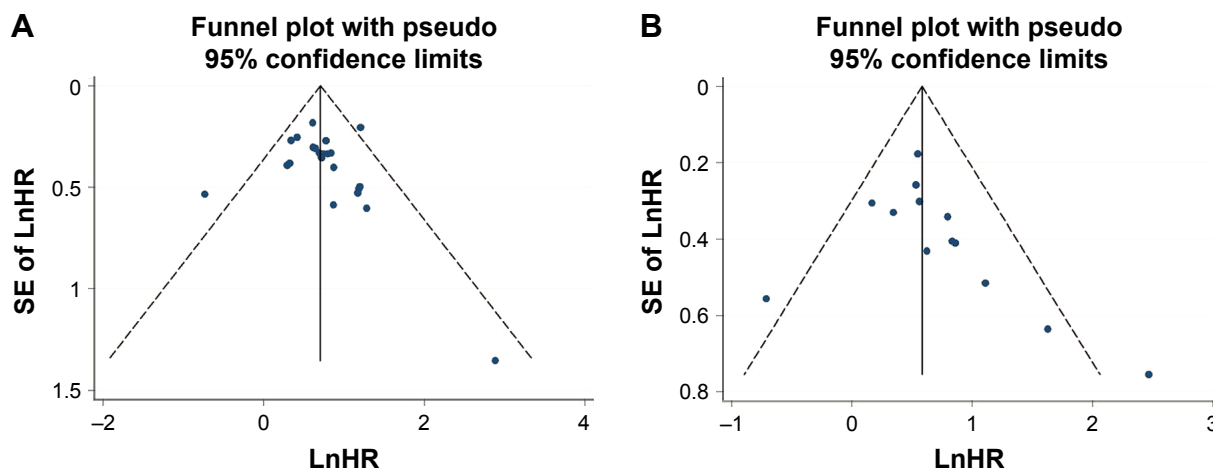 A
Funnel plot with pseudo
95% confidence limits
0
0.5
1
1.5
SE of LnHR
–2
0
2
4
LnHR
B
Funnel plot with pseudo
95% confidence limits
0
0.2
0.4
0.6
0.8
SE of LnHR
–1
0
1
2
3
LnHR